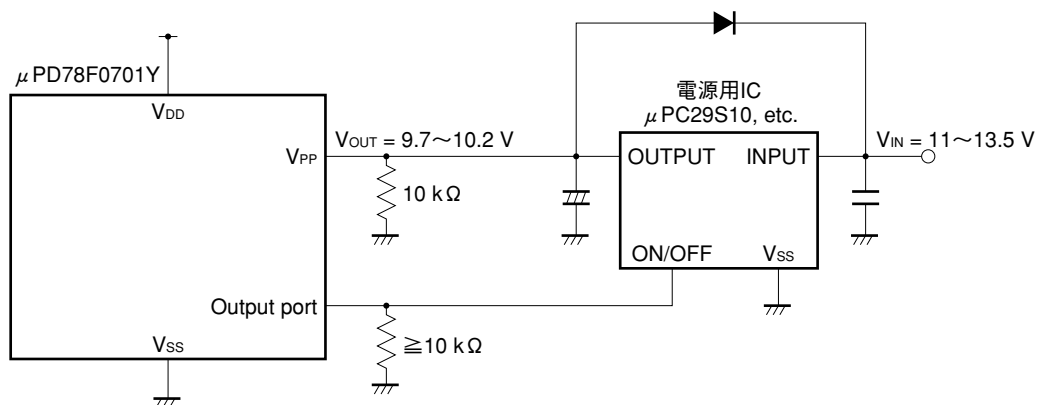 μPD78F0701Y
VDD
電源用IC
μPC29S10, etc.
VPP
VOUT = 9.7～10.2 V
OUTPUT
INPUT
VIN = 11～13.5 V
10 kΩ
ON/OFF
VSS
Output port
VSS
≧10 kΩ